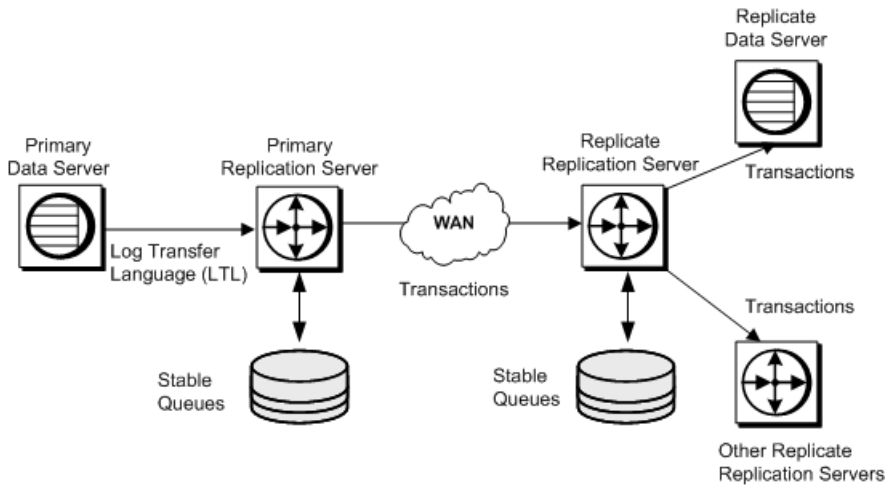 Replicate
Data Server
Primary
Data Server
Primary
Replication Server
Replicate
Replication Server
Transactions
WAN
Log Transfer
Language (LTL)
Transactions
Transactions
Stable
Queues
Stable
Queues
Other Replicate
Replication Servers